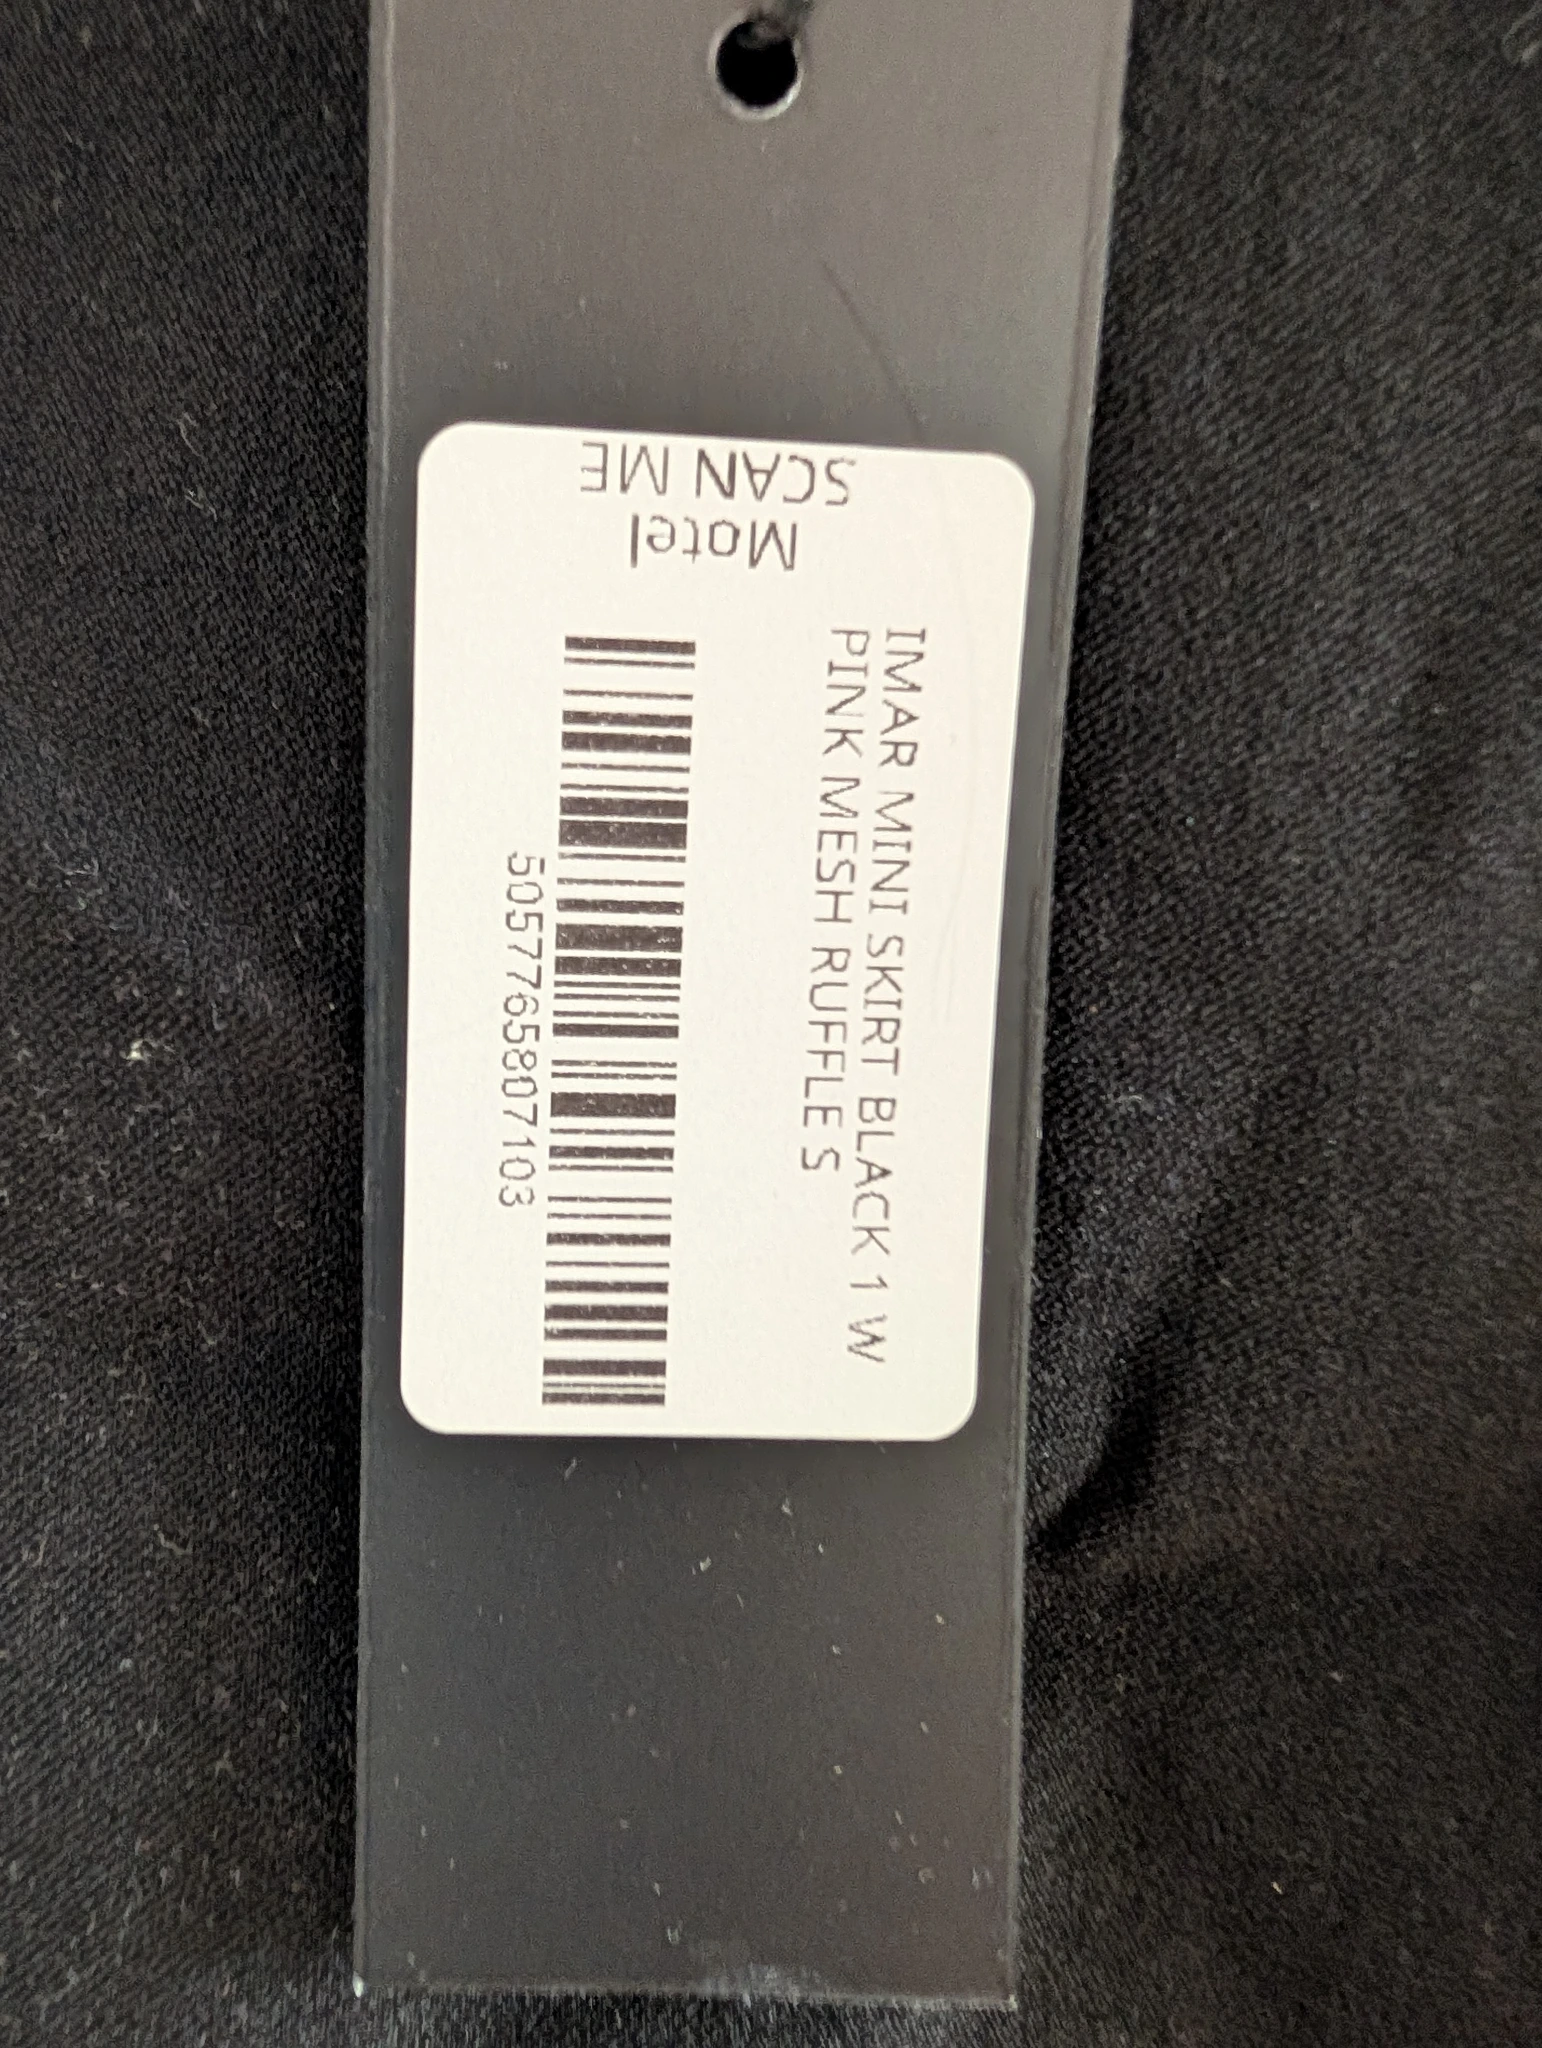 SCAN ME
Motel
IMAR MINI SKIRT BLACK 1 W
PINK MESH RUFFLE S
5057765807103